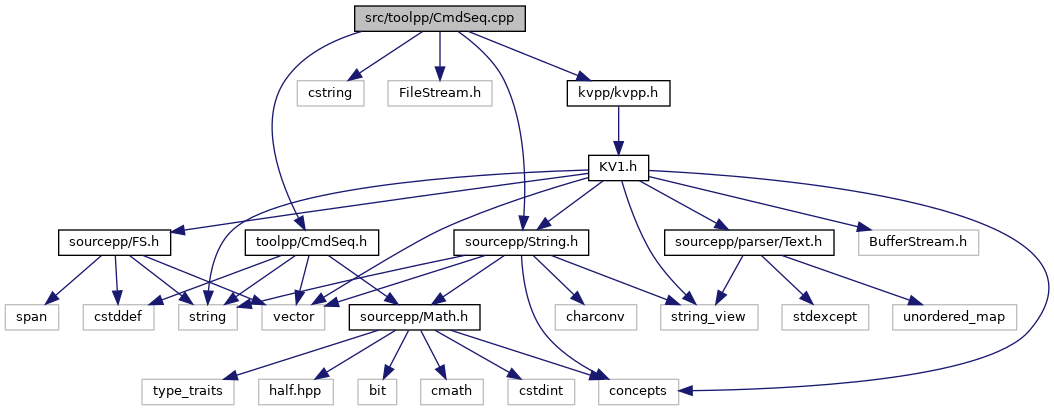 src/toolpp/CmdSeq.cpp
cstring
FileStream.h
kvpp/kvpp.h
KV1.h
sourcepp/FS.h
toolpp/CmdSeq.h
sourcepp/String.h
sourcepp/parser/Text.h
BufferStream.h
span
cstddef
string
vector
sourcepp/Math.h
charconv
string_view
stdexcept
unordered_map
type_traits
half.hpp
bit
cmath
cstdint
concepts